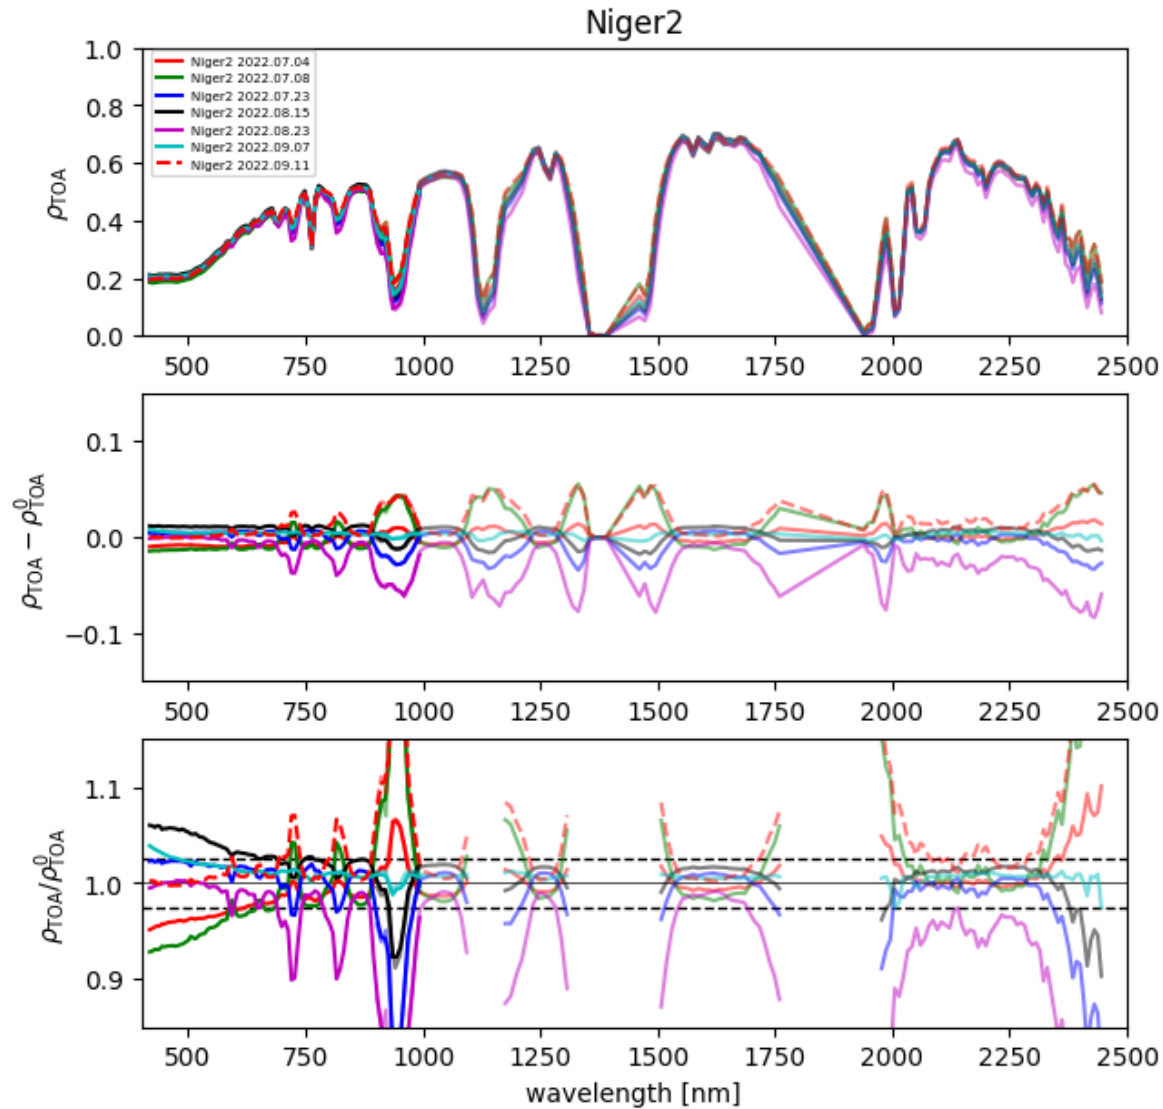 Niger2
ρTOA
1.0
0.8
0.6
0.4
0.2
0.0
Niger2 2022.07.04
Niger2 2022.07.08
Niger2 2022.07.23
Niger2 2022.08.15
Niger2 2022.08.23
Niger2 2022.09.07
Niger2 2022.09.11
500 750 1000 1250 1500 1750 2000 2250 2500
ρTOA − ρ⁰TOA
0.1
0.0
−0.1
500 750 1000 1250 1500 1750 2000 2250 2500
ρTOA/ρ⁰TOA
1.1
1.0
0.9
500 750 1000 1250 1500 1750 2000 2250 2500
wavelength [nm]